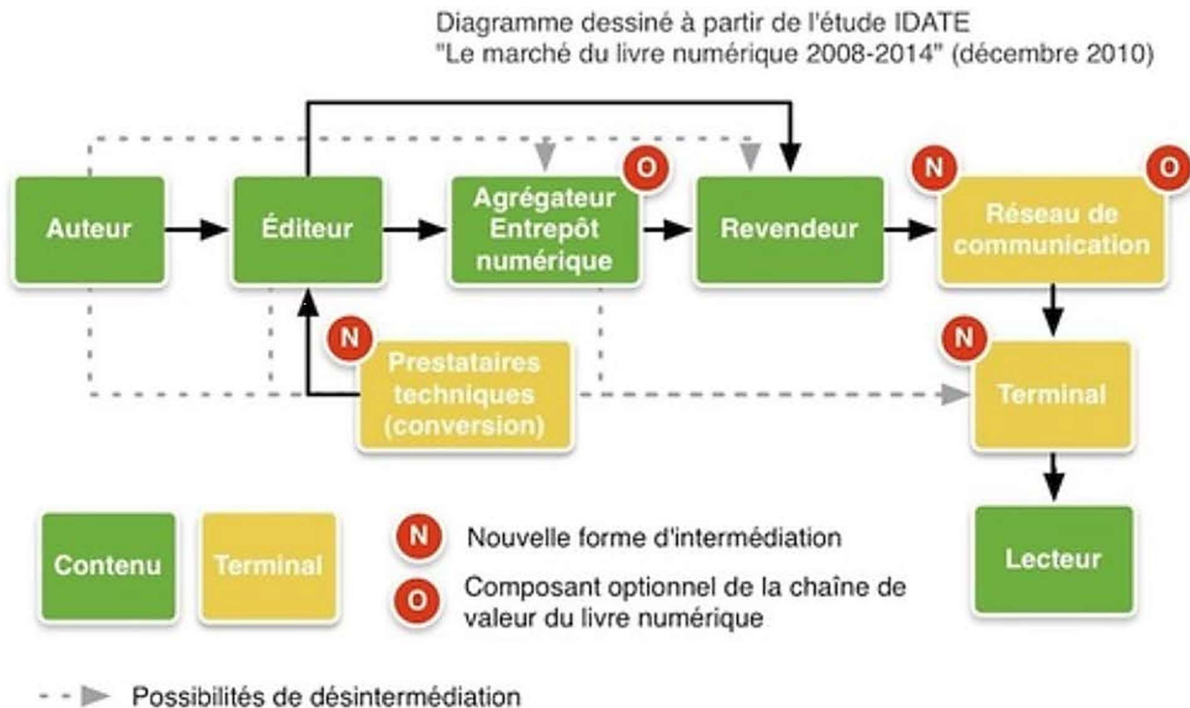 Diagramme dessiné à partir de l'étude IDATE
"Le marché du livre numérique 2008-2014" (décembre 2010)
N
O
O
Auteur
Éditeur
Agrégateur
Entrepôt
numérique
Revendeur
Réseau de
communication
N
Prestataires
techniques
(conversion)
N
Terminal
Contenu
Terminal
N
Nouvelle forme d'intermédiation
O
Composant optionnel de la chaîne de
valeur du livre numérique
Lecteur
Possibilités de désintermédiation